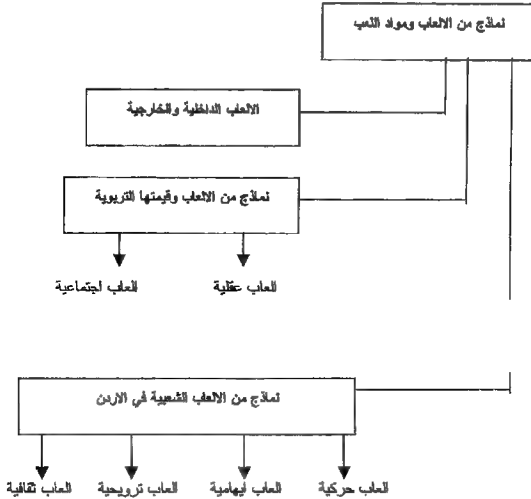 نماذج من الالعاب ومواد اللعب
الالعاب الداخلية والخارجية
نماذج من الالعاب وقيمتها التربوية
العاب عقلية
العاب اجتماعية
نماذج من الالعاب الشعبية في الاردن
العاب حركية
العاب ايهامية
العاب ترويحية
العاب ثقافية